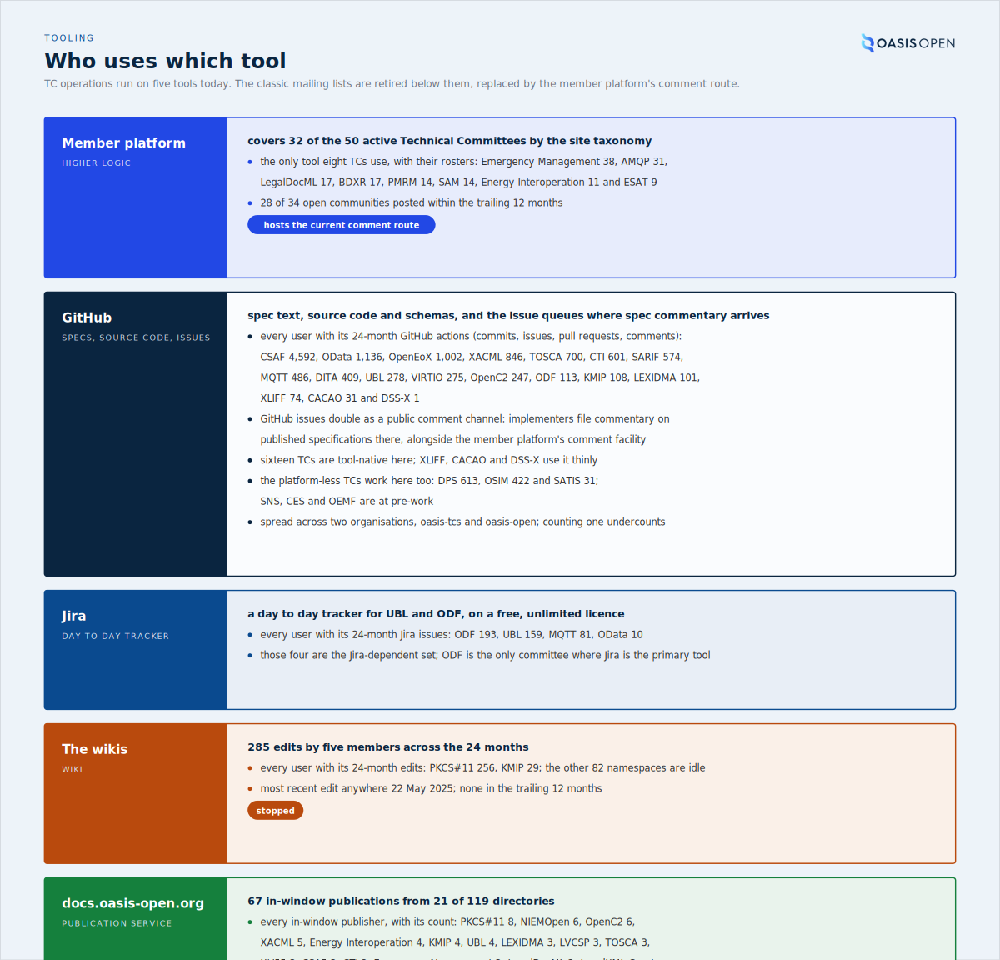 TOOLING
OASIS OPEN
Who uses which tool
TC operations run on five tools today. The classic mailing lists are retired below them, replaced by the member platform's comment route.
Member platform
HIGHER LOGIC
covers 32 of the 50 active Technical Committees by the site taxonomy
the only tool eight TCs use, with their rosters: Emergency Management 38, AMQP 31,
LegalDocML 17, BDXR 17, PMRM 14, SAM 14, Energy Interoperation 11 and ESAT 9
28 of 34 open communities posted within the trailing 12 months
hosts the current comment route
GitHub
SPECS, SOURCE CODE, ISSUES
spec text, source code and schemas, and the issue queues where spec commentary arrives
every user with its 24-month GitHub actions (commits, issues, pull requests, comments):
CSAF 4,592, OData 1,136, OpenEoX 1,002, XACML 846, TOSCA 700, CTI 601, SARIF 574,
MQTT 486, DITA 409, UBL 278, VIRTIO 275, OpenC2 247, ODF 113, KMIP 108, LEXIDMA 101,
XLIFF 74, CACAO 31 and DSS-X 1
GitHub issues double as a public comment channel: implementers file commentary on
published specifications there, alongside the member platform's comment facility
sixteen TCs are tool-native here; XLIFF, CACAO and DSS-X use it thinly
the platform-less TCs work here too: DPS 613, OSIM 422 and SATIS 31;
SNS, CES and OEMF are at pre-work
spread across two organisations, oasis-tcs and oasis-open; counting one undercounts
Jira
DAY TO DAY TRACKER
a day to day tracker for UBL and ODF, on a free, unlimited licence
every user with its 24-month Jira issues: ODF 193, UBL 159, MQTT 81, OData 10
those four are the Jira-dependent set; ODF is the only committee where Jira is the primary tool
The wikis
WIKI
285 edits by five members across the 24 months
every user with its 24-month edits: PKCS#11 256, KMIP 29; the other 82 namespaces are idle
most recent edit anywhere 22 May 2025; none in the trailing 12 months
stopped
docs.oasis-open.org
PUBLICATION SERVICE
67 in-window publications from 21 of 119 directories
every in-window publisher, with its count: PKCS#11 8, NIEMOpen 6, OpenC2 6,
XACML 5, Energy Interoperation 4, KMIP 4, UBL 4, LEXIDMA 3, LVCSP 3, TOSCA 3,